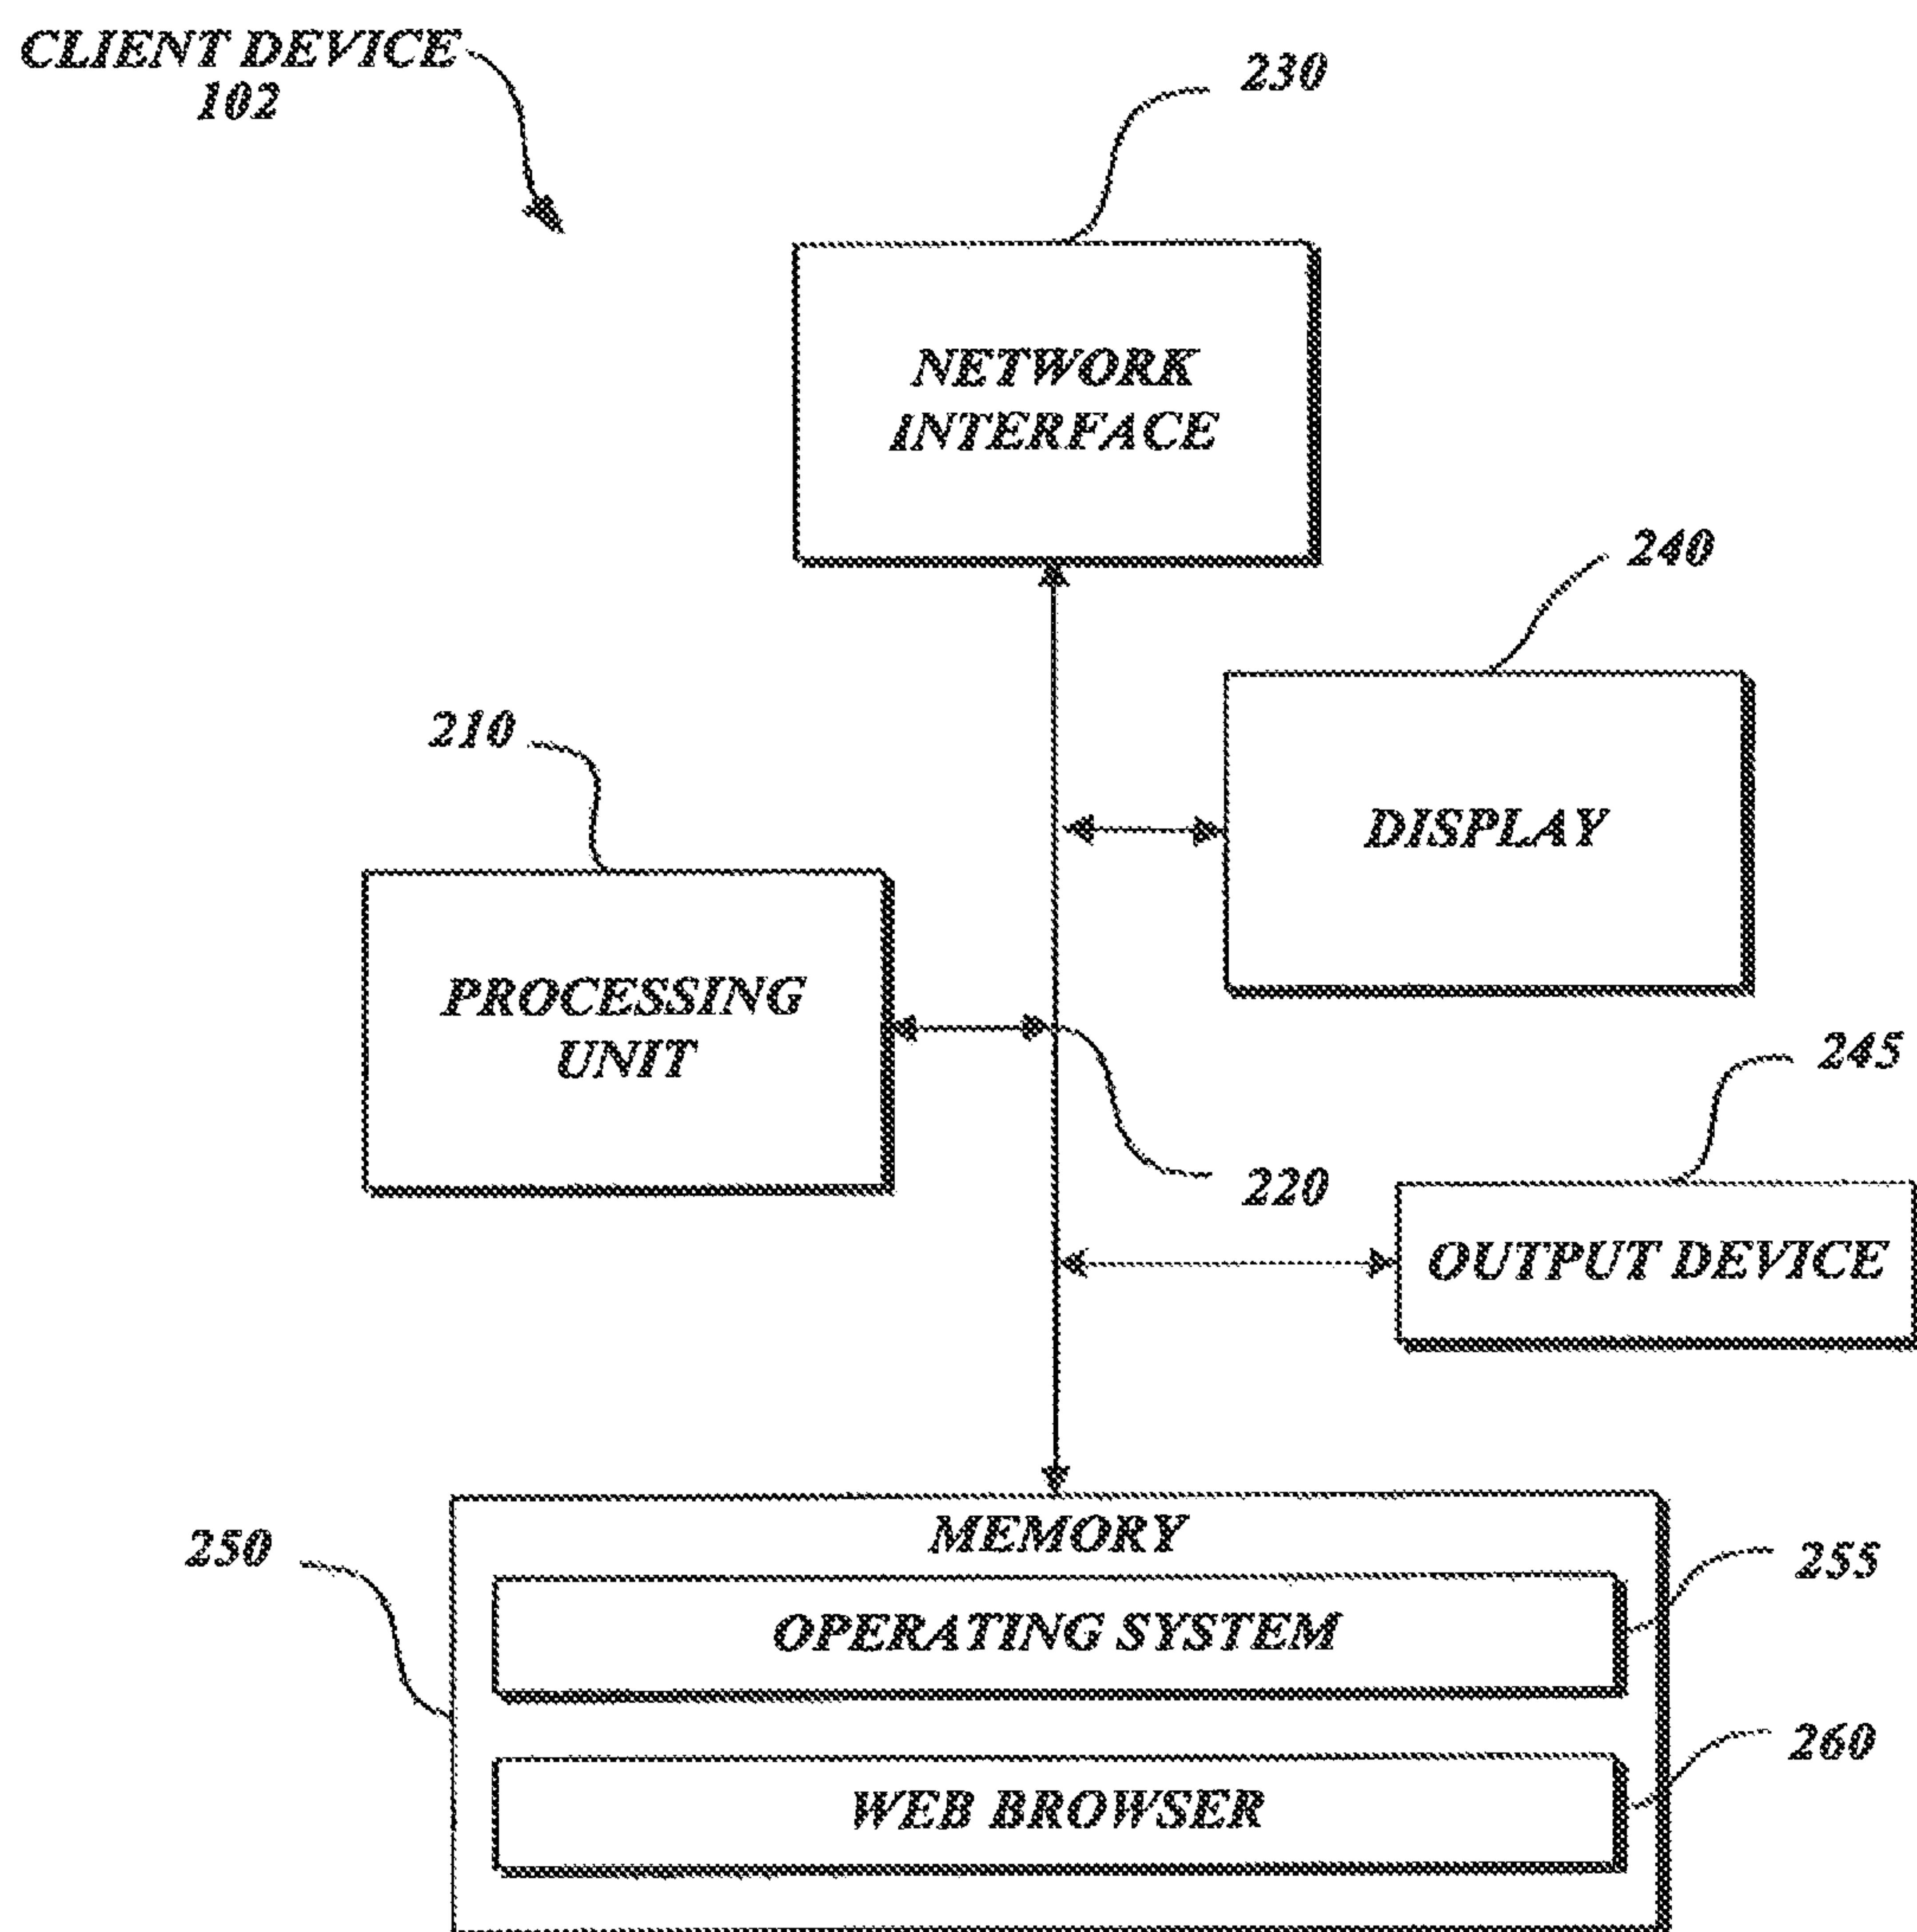 CLIENT DEVICE
102
230
NETWORK
INTERFACE
240
210
DISPLAY
PROCESSING
UNIT
245
220
OUTPUT DEVICE
MEMORY
250
255
OPERATING SYSTEM
260
WEB BROWSER